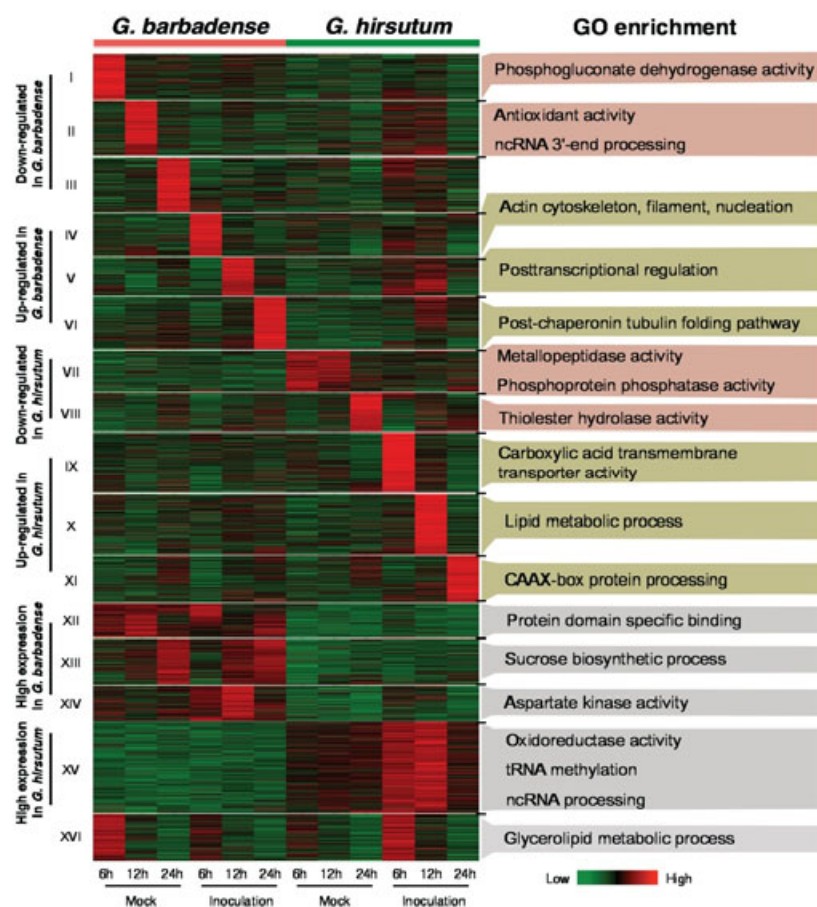 G. barbadense G. hirsutum GO enrichment
Down-regulated
in G. barbadense
Up-regulated in
G. barbadense
Down-regulated
in G. hirsutum
Up-regulated in
G. hirsutum
High expression
in G. barbadense
High expression
in G. hirsutum
I
II
III
IV
V
VI
VII
VIII
IX
X
XI
XII
XIII
XIV
XV
XVI
Phosphogluconate dehydrogenase activity
Antioxidant activity
ncRNA 3'-end processing
Actin cytoskeleton, filament, nucleation
Posttranscriptional regulation
Post-chaperonin tubulin folding pathway
Metallopeptidase activity
Phosphoprotein phosphatase activity
Thiolester hydrolase activity
Carboxylic acid transmembrane
transporter activity
Lipid metabolic process
CAAX-box protein processing
Protein domain specific binding
Sucrose biosynthetic process
Aspartate kinase activity
Oxidoreductase activity
tRNA methylation
ncRNA processing
Glycerolipid metabolic process
6h 12h 24h 6h 12h 24h 6h 12h 24h 6h 12h 24h
Mock Inoculation Mock Inoculation
Low High